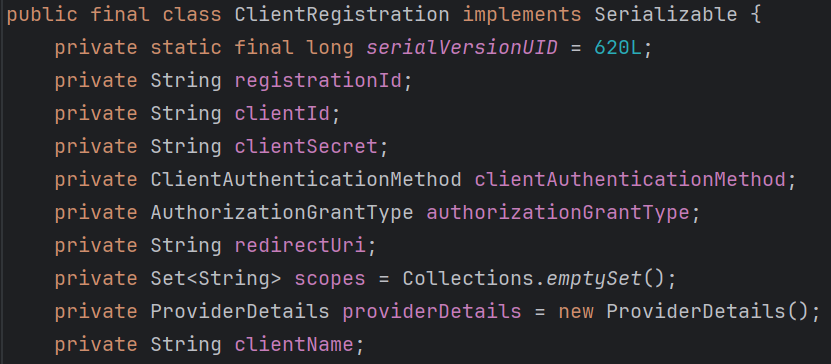 public final class ClientRegistration implements Serializable {
private static final long serialVersionUID = 620L;
private String registrationId;
private String clientId;
private String clientSecret;
private ClientAuthenticationMethod clientAuthenticationMethod;
private AuthorizationGrantType authorizationGrantType;
private String redirectUri;
private Set<String> scopes = Collections.emptySet();
private ProviderDetails providerDetails = new ProviderDetails();
private String clientName;